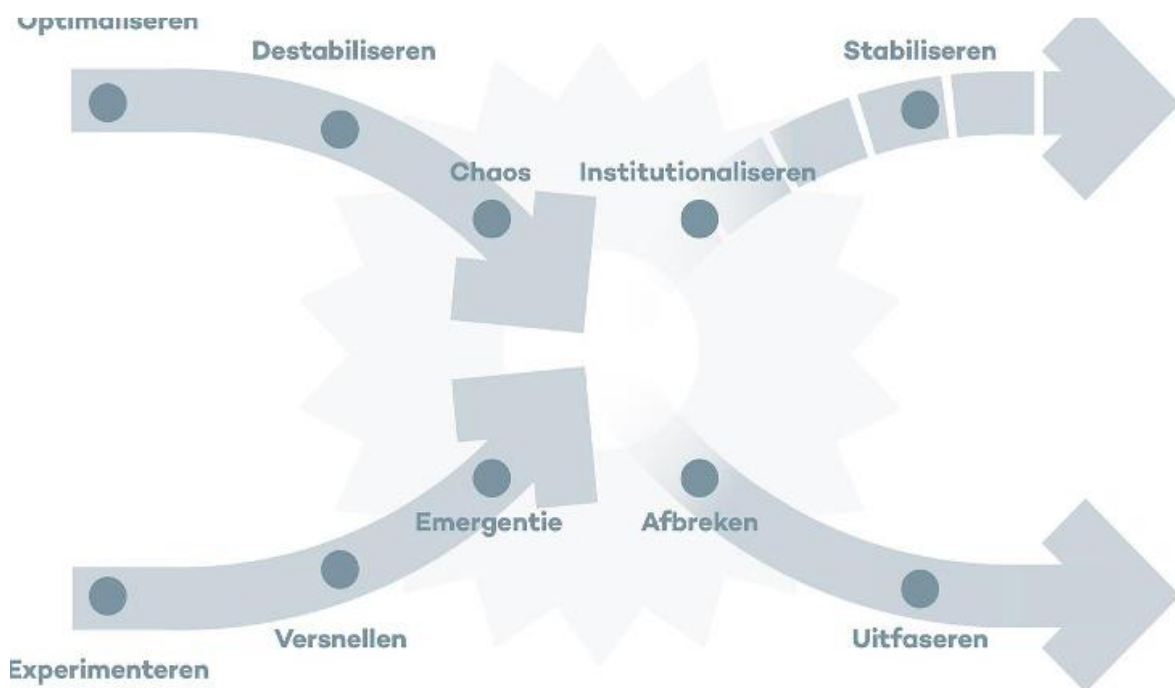 Optimaliseren
Destabiliseren
Stabiliseren
Chaos
Institutionaliseren
Emergentie
Afbreken
Versnellen
Uitfaseren
Experimenteren